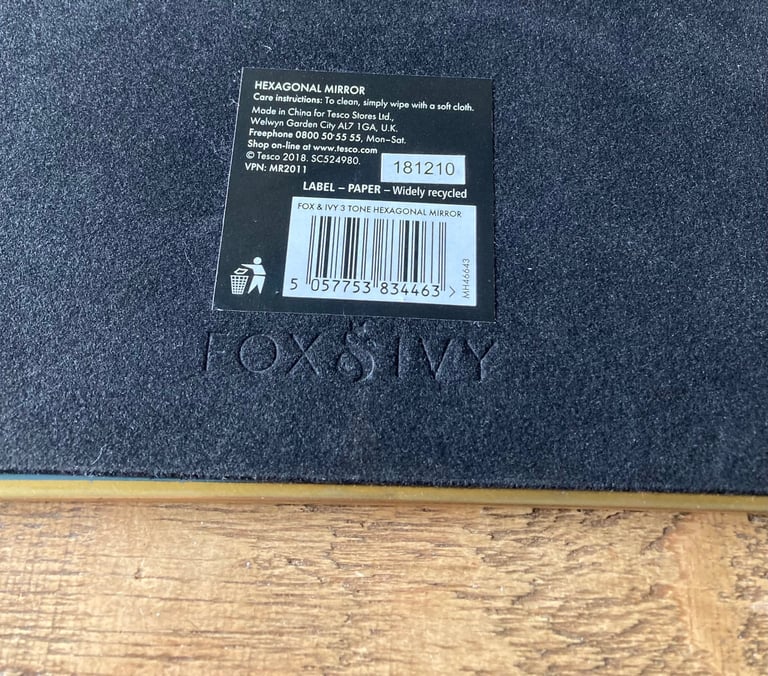 HEXAGONAL MIRROR
Care instructions: To clean, simply wipe with a soft cloth.
Made in China for Tesco Stores Ltd.,
Welwyn Garden City AL7 1GA, U.K.
Freephone 0800 50 55 55, Mon–Sat.
Shop on-line at www.tesco.com
© Tesco 2018. SC524980.
VPN: MR2011
181210
LABEL – PAPER – Widely recycled
FOX & IVY 3 TONE HEXAGONAL MIRROR
5 057753 834463 >
MH46643
FOX & IVY